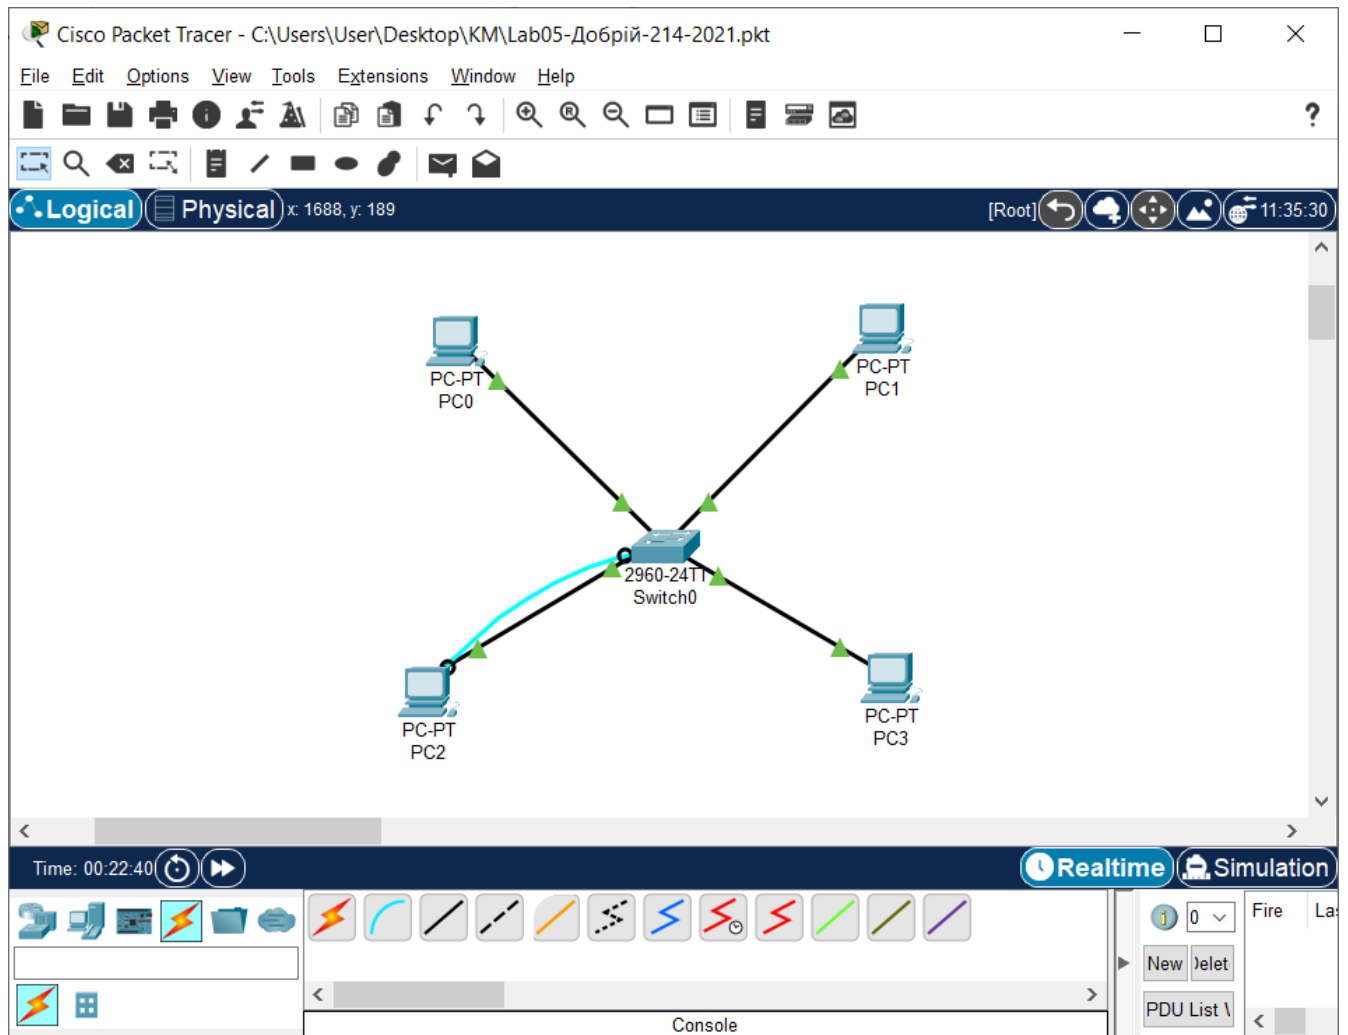 Cisco Packet Tracer - C:\Users\User\Desktop\KM\Lab05-Добрій-214-2021.pkt
File Edit Options View Tools Extensions Window Help
Logical Physical x: 1688, y: 189 [Root] 11:35:30
PC-PT
PC0
PC-PT
PC1
2960-24TT
Switch0
PC-PT
PC2
PC-PT
PC3
Time: 00:22:40 Realtime Simulation
0 Fire Las
New Delet
PDU List
Console